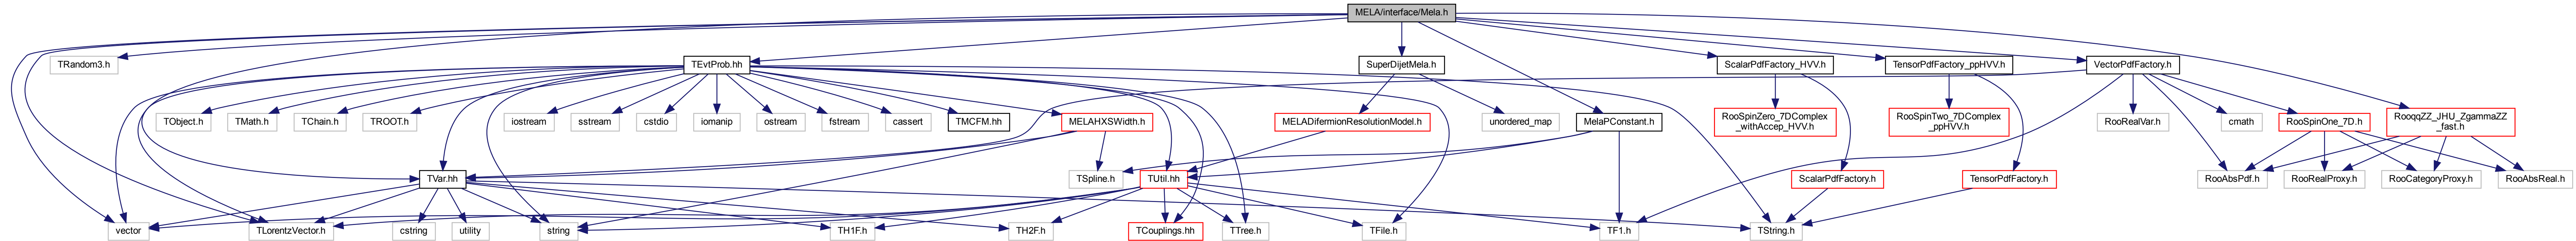 MELA/interface/Mela.h
TRandom3.h
TEvtProb.hh
SuperDijetMela.h
ScalarPdfFactory_HVV.h
TensorPdfFactory_ppHVV.h
VectorPdfFactory.h
TObject.h
TMath.h
TChain.h
TROOT.h
iostream
sstream
cstdio
iomanip
ostream
fstream
cassert
TMCFM.hh
MELAHXSWidth.h
MELADifermionResolutionModel.h
unordered_map
MelaPConstant.h
RooSpinZero_7DComplex
_withAccep_HVV.h
RooSpinTwo_7DComplex
_ppHVV.h
RooRealVar.h
cmath
RooSpinOne_7D.h
RooqqZZ_JHU_ZgammaZZ
_fast.h
TVar.hh
TSpline.h
TUtil.hh
ScalarPdfFactory.h
TensorPdfFactory.h
RooAbsPdf.h
RooRealProxy.h
RooCategoryProxy.h
RooAbsReal.h
vector
TLorentzVector.h
cstring
utility
string
TH1F.h
TH2F.h
TCouplings.hh
TTree.h
TFile.h
TF1.h
TString.h